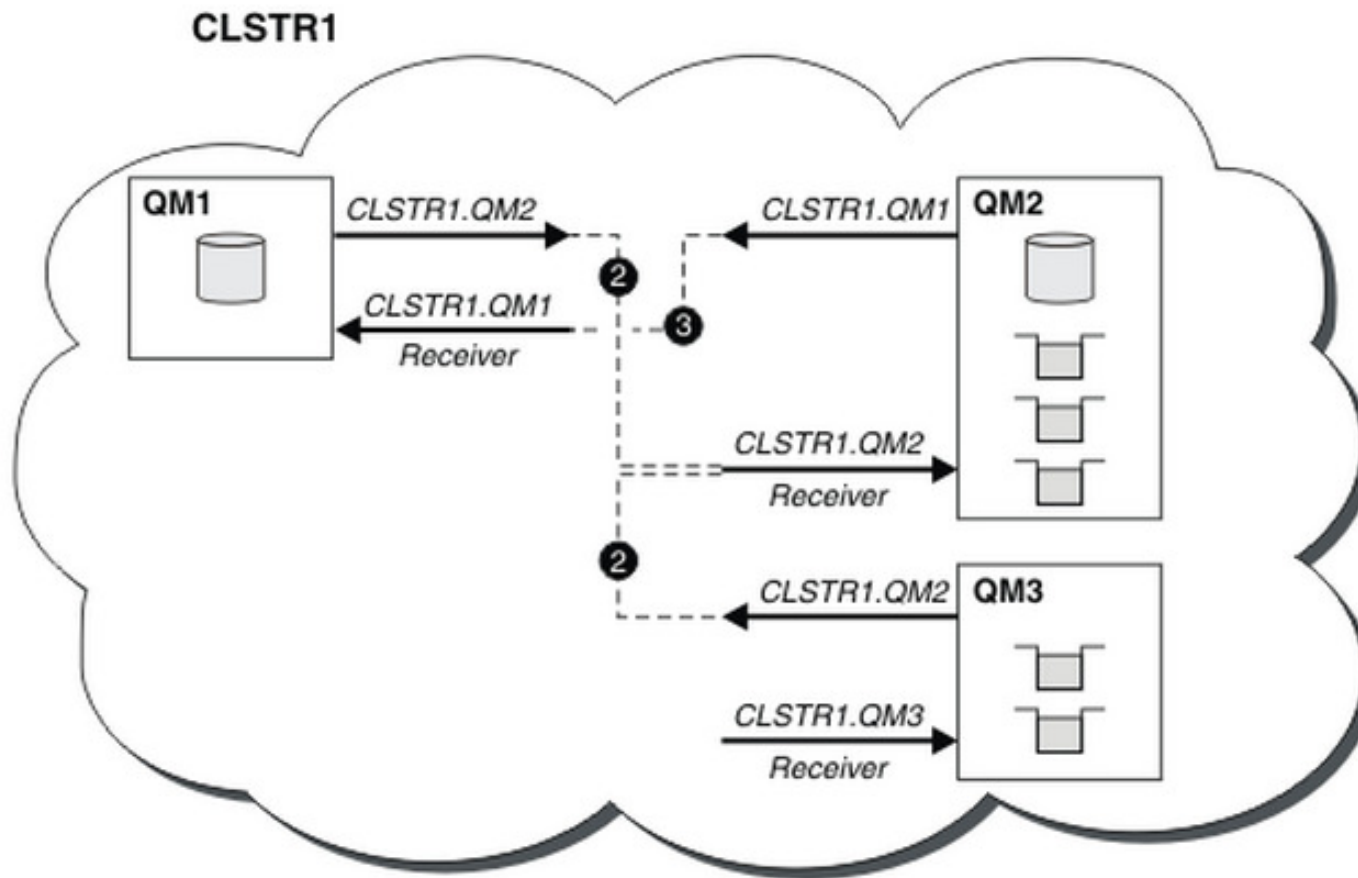 CLSTR1
QM1
CLSTR1.QM2
CLSTR1.QM1
QM2
2
CLSTR1.QM1
3
Receiver
CLSTR1.QM2
Receiver
2
CLSTR1.QM2
QM3
CLSTR1.QM3
Receiver